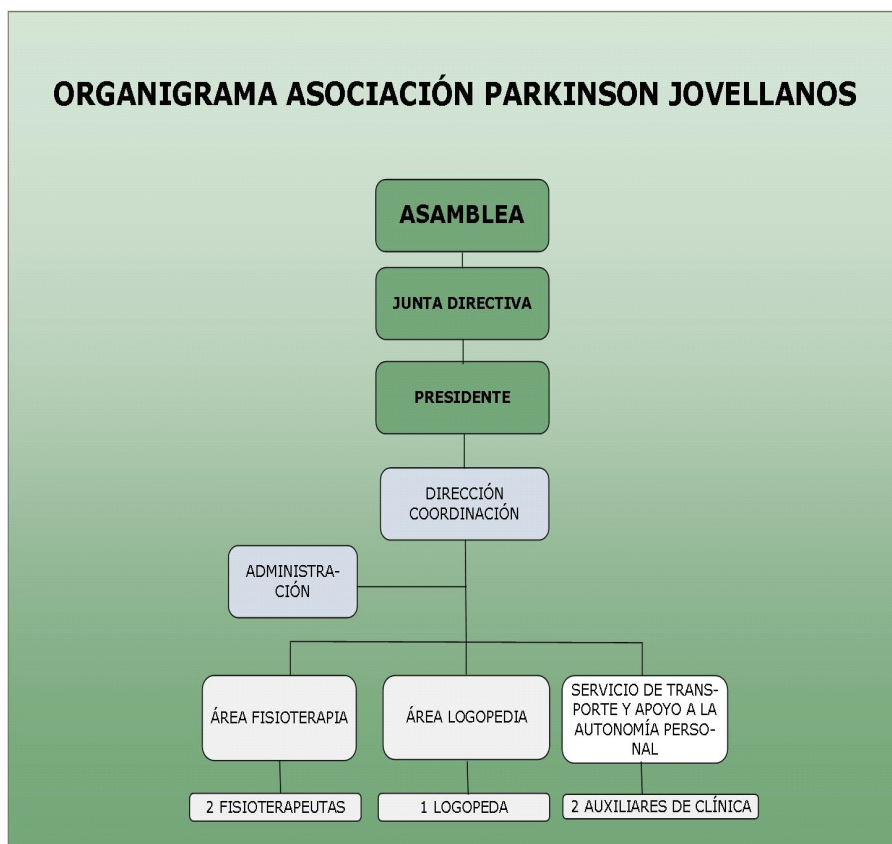 ORGANIGRAMA ASOCIACIÓN PARKINSON JOVELLANOS
ASAMBLEA
JUNTA DIRECTIVA
PRESIDENTE
DIRECCIÓN
COORDINACIÓN
ADMINISTRA-
CIÓN
ÁREA FISIOTERAPIA
ÁREA LOGOPEDIA
SERVICIO DE TRANS-
PORTE Y APOYO A LA
AUTONOMÍA PERSO-
NAL
2 FISIOTERAPEUTAS
1 LOGOPEDA
2 AUXILIARES DE CLÍNICA